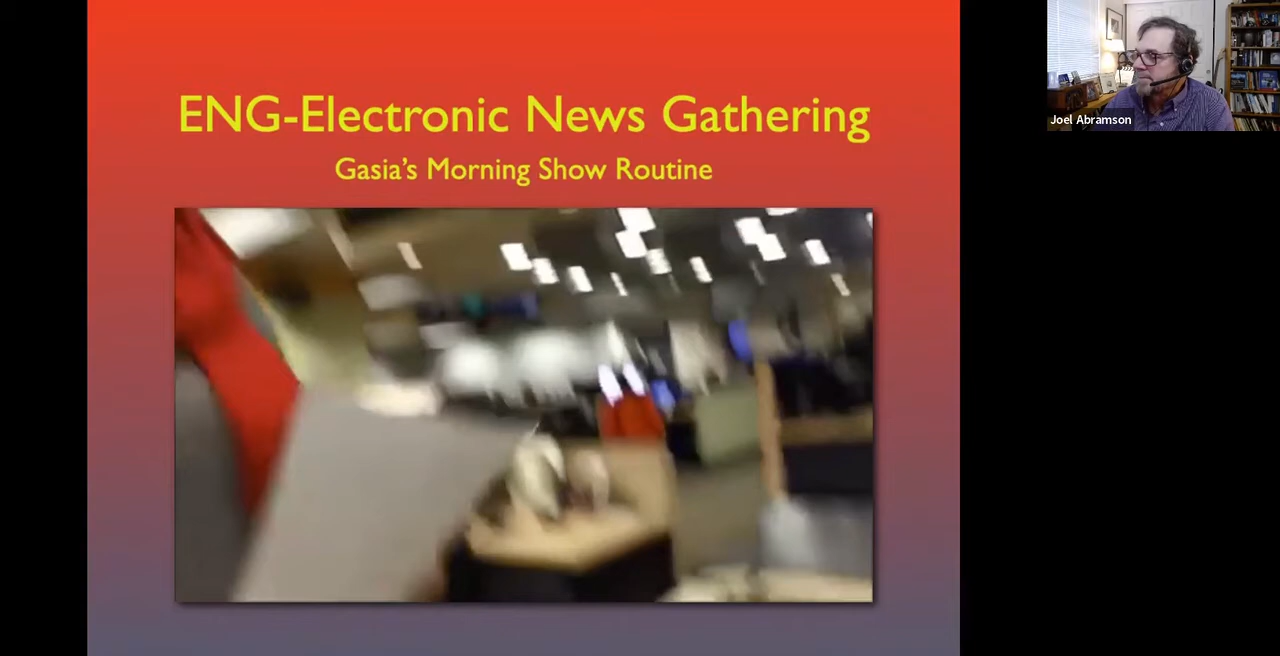 ENG-Electronic News Gathering
Gasia’s Morning Show Routine
Joel Abramson